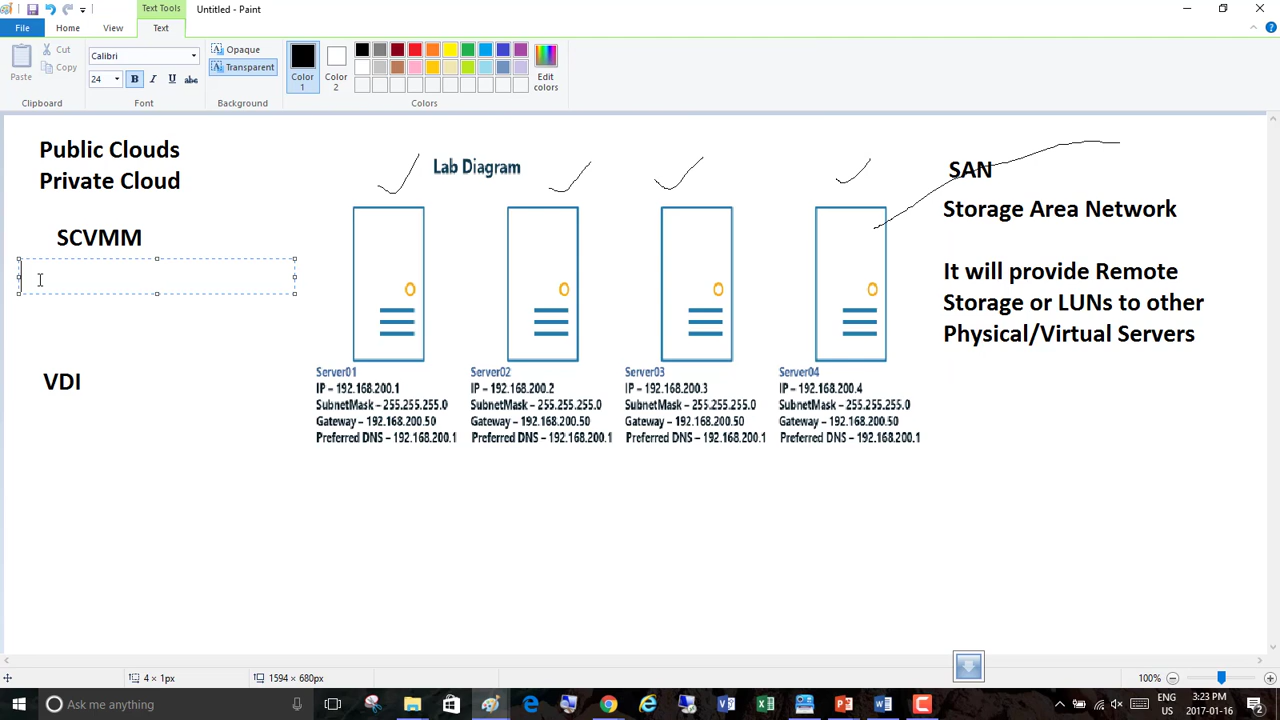 Untitled - Paint
Text Tools
File
Home
View
Text
Paste
Cut
Copy
Clipboard
Calibri
24
B
I
U
abc
Font
Opaque
Transparent
Background
Color 1
Color 2
Edit colors
Colors
Public Clouds
Private Cloud
SCVMM
VDI
Lab Diagram
Server01
IP – 192.168.200.1
SubnetMask – 255.255.255.0
Gateway – 192.168.200.50
Preferred DNS – 192.168.200.1
Server02
IP – 192.168.200.2
SubnetMask – 255.255.255.0
Gateway – 192.168.200.50
Preferred DNS – 192.168.200.1
Server03
IP – 192.168.200.3
SubnetMask – 255.255.255.0
Gateway – 192.168.200.50
Preferred DNS – 192.168.200.1
Server04
IP – 192.168.200.4
SubnetMask – 255.255.255.0
Gateway – 192.168.200.50
Preferred DNS – 192.168.200.1
SAN
Storage Area Network
It will provide Remote
Storage or LUNs to other
Physical/Virtual Servers
4 × 1px
1594 × 680px
100%
Ask me anything
ENG
US
3:23 PM
2017-01-16